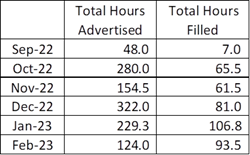 Total Hours Total Hours
Advertised Filled
Sep-22 48.0 7.0
Oct-22 280.0 65.5
Nov-22 154.5 61.5
Dec-22 322.0 81.0
Jan-23 229.3 106.8
Feb-23 124.0 93.5